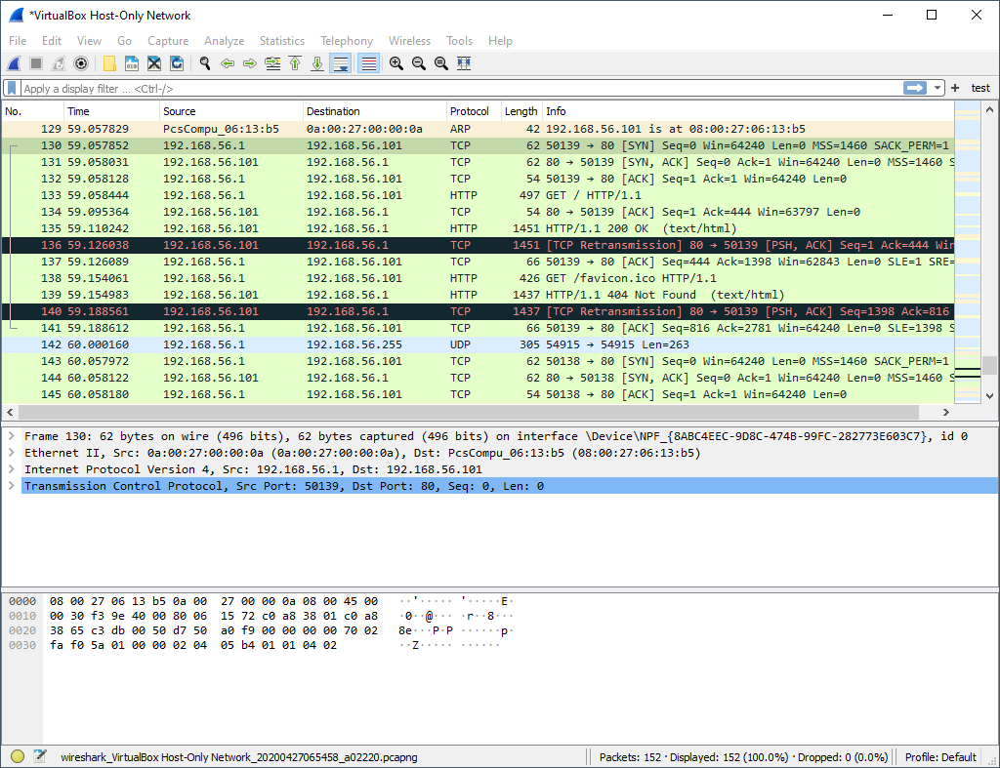 *VirtualBox Host-Only Network
File Edit View Go Capture Analyze Statistics Telephony Wireless Tools Help
Apply a display filter ... <Ctrl-/> + test
No. Time Source Destination Protocol Length Info
129 59.057829 PcsCompu_06:13:b5 0a:00:27:00:00:0a ARP 42 192.168.56.101 is at 08:00:27:06:13:b5
130 59.057852 192.168.56.1 192.168.56.101 TCP 62 50139 → 80 [SYN] Seq=0 Win=64240 Len=0 MSS=1460 SACK_PERM=1
131 59.058031 192.168.56.101 192.168.56.1 TCP 62 80 → 50139 [SYN, ACK] Seq=0 Ack=1 Win=64240 Len=0 MSS=1460 S
132 59.058128 192.168.56.1 192.168.56.101 TCP 54 50139 → 80 [ACK] Seq=1 Ack=1 Win=64240 Len=0
133 59.058444 192.168.56.1 192.168.56.101 HTTP 497 GET / HTTP/1.1
134 59.095364 192.168.56.101 192.168.56.1 TCP 54 80 → 50139 [ACK] Seq=1 Ack=444 Win=63797 Len=0
135 59.110242 192.168.56.101 192.168.56.1 HTTP 1451 HTTP/1.1 200 OK (text/html)
136 59.126038 192.168.56.101 192.168.56.1 TCP 1451 [TCP Retransmission] 80 → 50139 [PSH, ACK] Seq=1 Ack=444 Win
137 59.126089 192.168.56.1 192.168.56.101 TCP 66 50139 → 80 [ACK] Seq=444 Ack=1398 Win=62843 Len=0 SLE=1 SRE=
138 59.154061 192.168.56.1 192.168.56.101 HTTP 426 GET /favicon.ico HTTP/1.1
139 59.154983 192.168.56.101 192.168.56.1 HTTP 1437 HTTP/1.1 404 Not Found (text/html)
140 59.188561 192.168.56.101 192.168.56.1 TCP 1437 [TCP Retransmission] 80 → 50139 [PSH, ACK] Seq=1398 Ack=816
141 59.188612 192.168.56.1 192.168.56.101 TCP 66 50139 → 80 [ACK] Seq=816 Ack=2781 Win=64240 Len=0 SLE=1398 S
142 60.000160 192.168.56.1 192.168.56.255 UDP 305 54915 → 54915 Len=263
143 60.057972 192.168.56.1 192.168.56.101 TCP 62 50138 → 80 [SYN] Seq=0 Win=64240 Len=0 MSS=1460 SACK_PERM=1
144 60.058122 192.168.56.101 192.168.56.1 TCP 62 80 → 50138 [SYN, ACK] Seq=0 Ack=1 Win=64240 Len=0 MSS=1460 S
145 60.058180 192.168.56.1 192.168.56.101 TCP 54 50138 → 80 [ACK] Seq=1 Ack=1 Win=64240 Len=0
Frame 130: 62 bytes on wire (496 bits), 62 bytes captured (496 bits) on interface \Device\NPF_{8ABC4EEC-9D8C-474B-99FC-282773E603C7}, id 0
Ethernet II, Src: 0a:00:27:00:00:0a (0a:00:27:00:00:0a), Dst: PcsCompu_06:13:b5 (08:00:27:06:13:b5)
Internet Protocol Version 4, Src: 192.168.56.1, Dst: 192.168.56.101
Transmission Control Protocol, Src Port: 50139, Dst Port: 80, Seq: 0, Len: 0
0000 08 00 27 06 13 b5 0a 00 27 00 00 0a 08 00 45 00 ··'····· '·····E·
0010 00 30 f3 9e 40 00 80 06 15 72 c0 a8 38 01 c0 a8 ·0··@··· ·r··8···
0020 38 65 c3 db 00 50 d7 50 a0 f9 00 00 00 00 70 02 8e···P·P ······p·
0030 fa f0 5a 01 00 00 02 04 05 b4 01 01 04 02 ··Z····· ······
wireshark_VirtualBox Host-Only Network_20200427065458_a02220.pcapng Packets: 152 · Displayed: 152 (100.0%) · Dropped: 0 (0.0%) Profile: Default